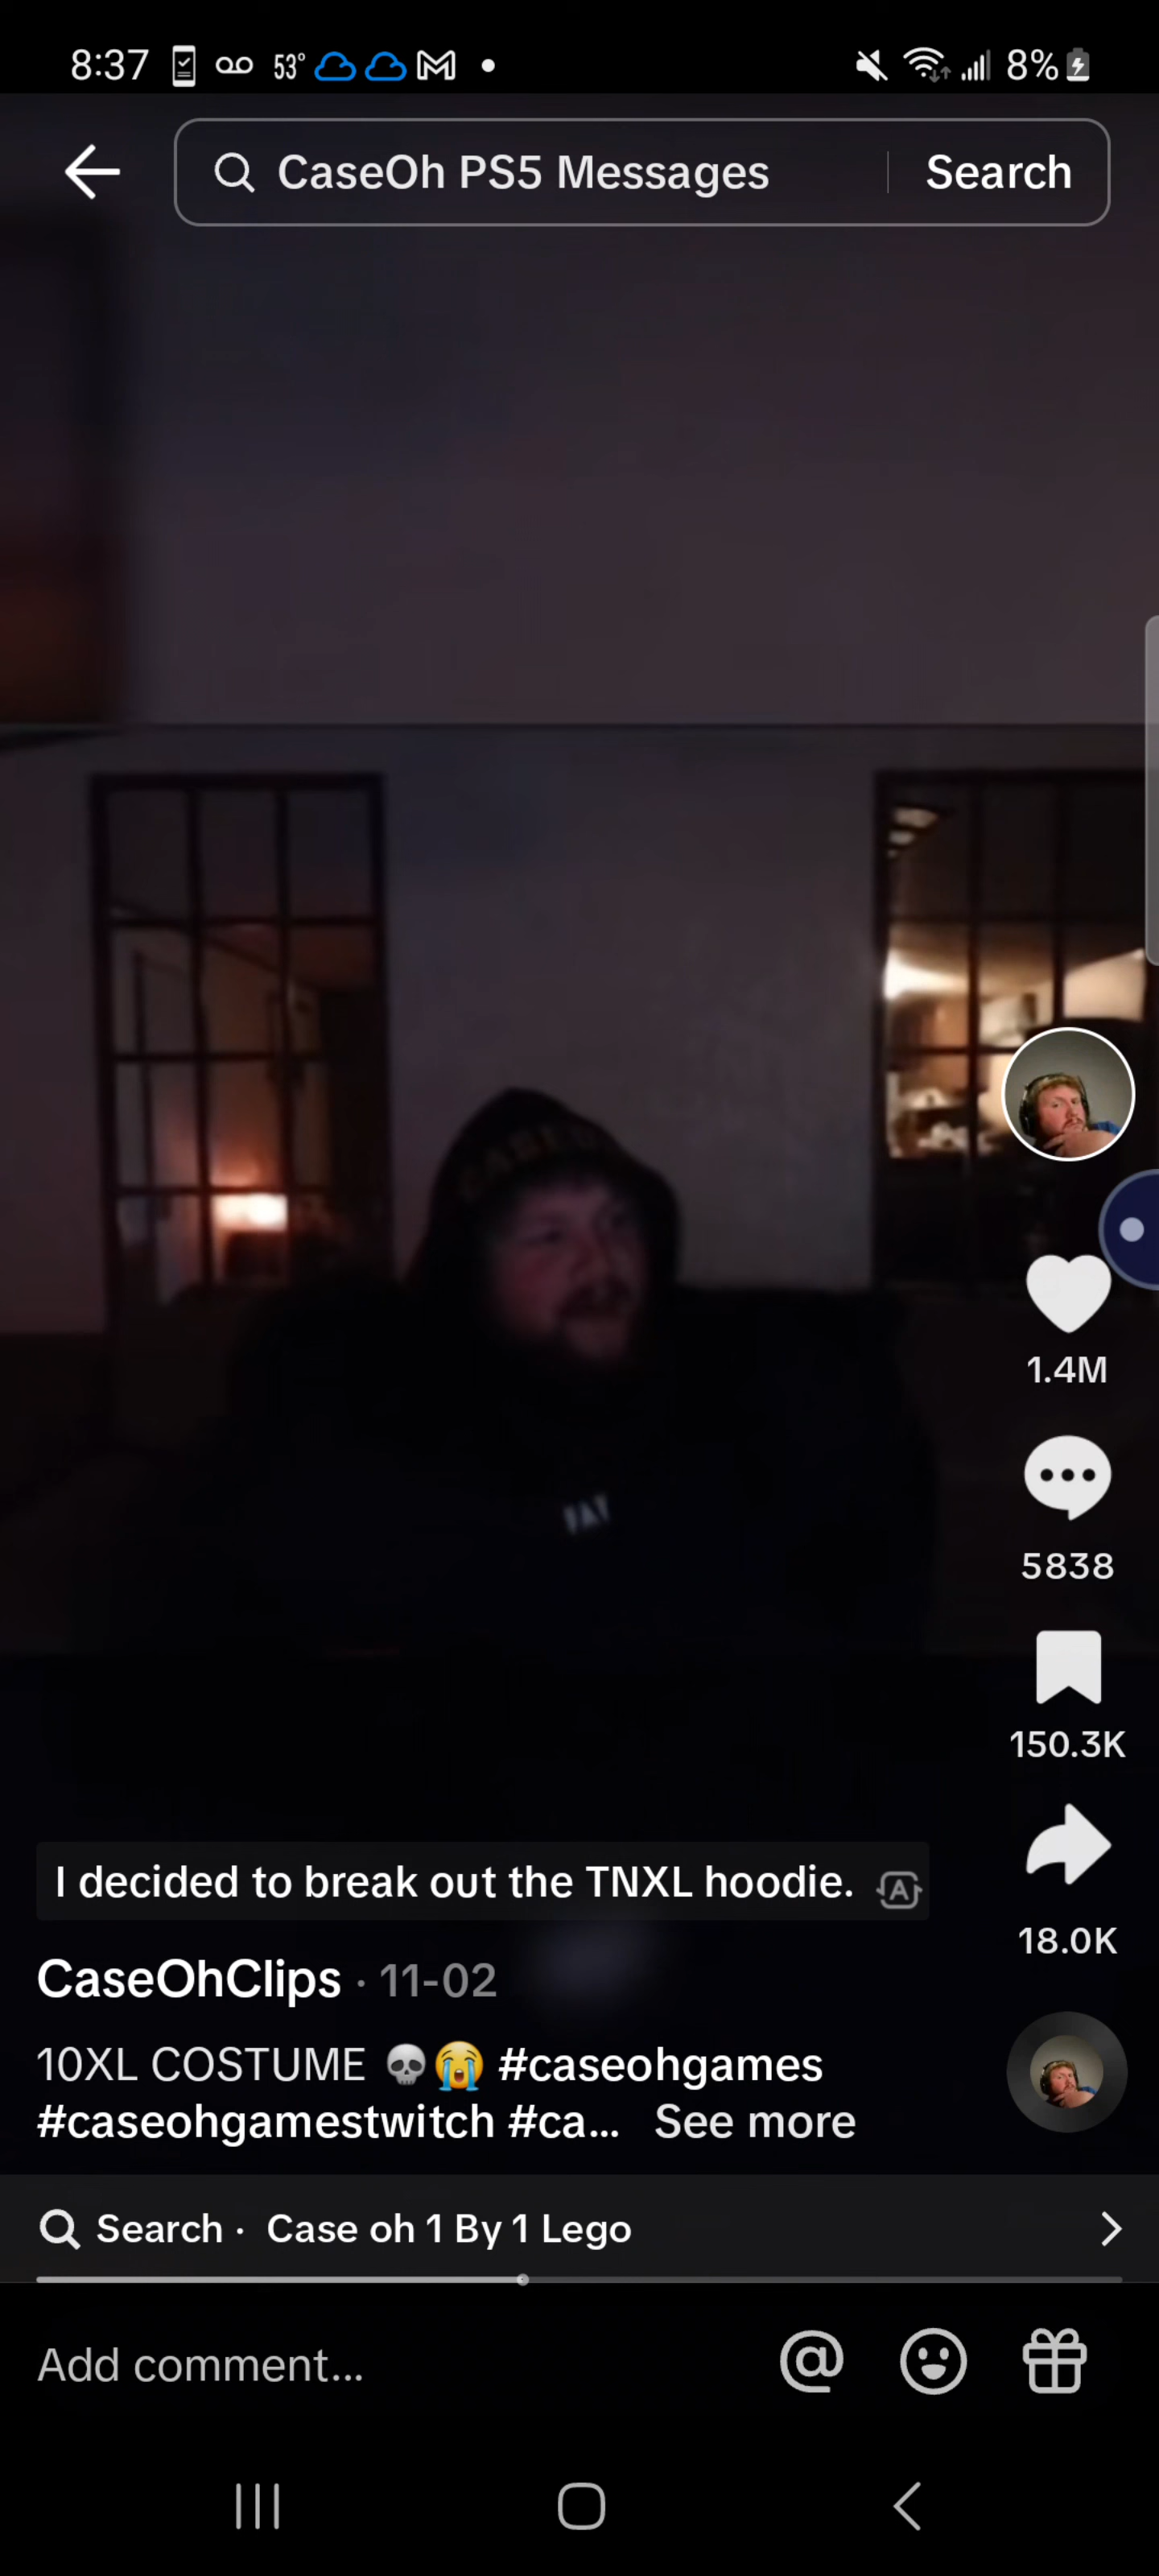 8:37 53° 8%
CaseOh PS5 Messages Search
1.4M
5838
150.3K
18.0K
I decided to break out the TNXL hoodie.
CaseOhClips · 11-02
10XL COSTUME 💀😭 #caseohgames
#caseohgamestwitch #ca... See more
Search · Case oh 1 By 1 Lego
Add comment...